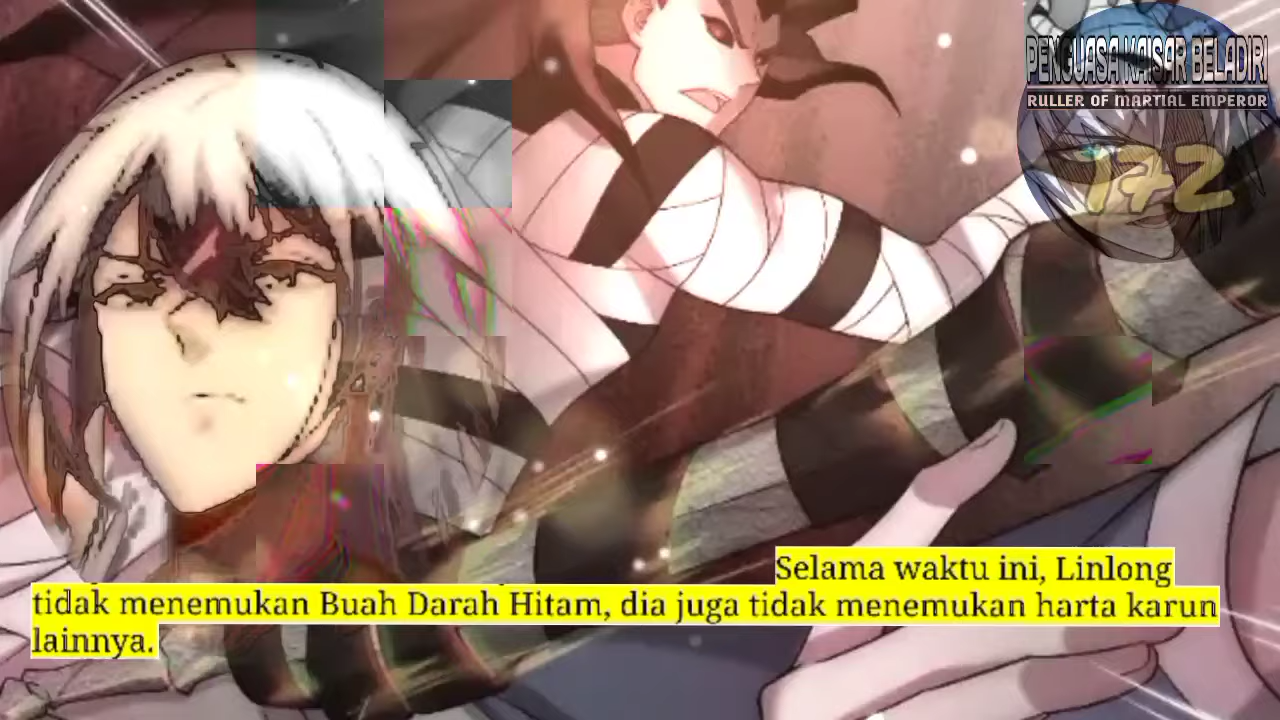 PENGUASA KAISAR BELADIRI
RULLER OF MARTIAL EMPEROR
172
Selama waktu ini, Linlong
tidak menemukan Buah Darah Hitam, dia juga tidak menemukan harta karun
lainnya.